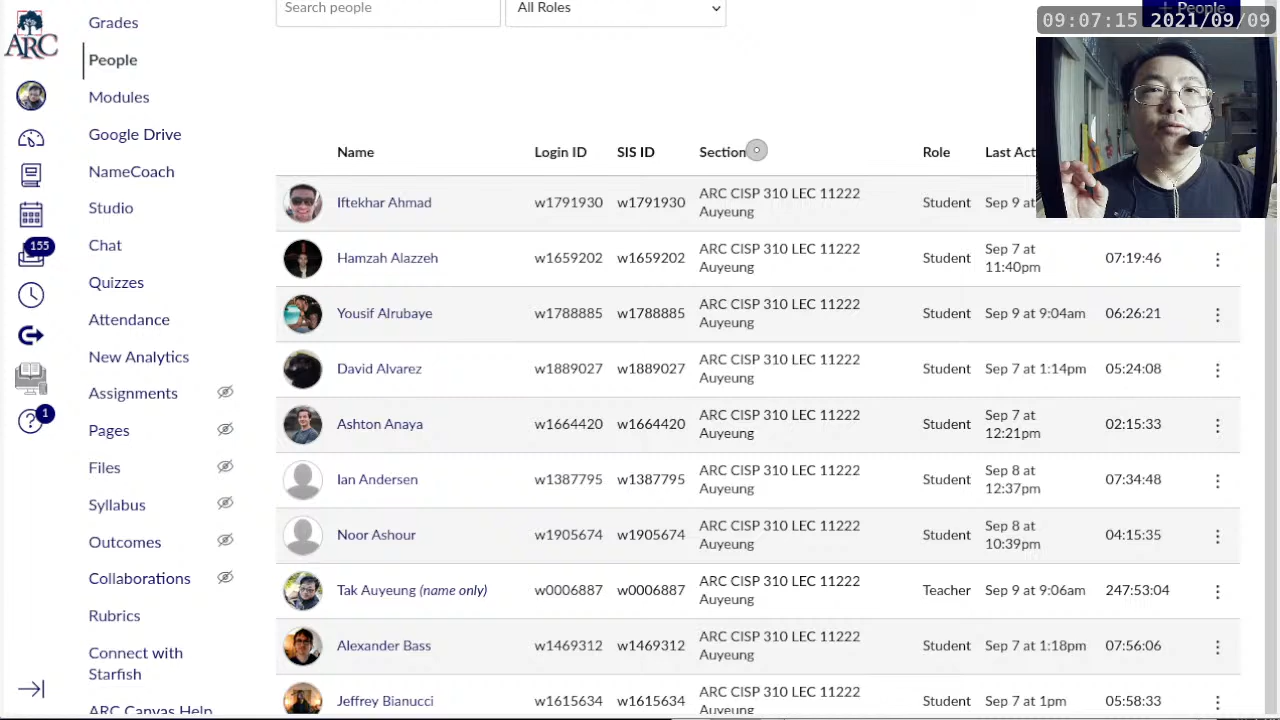 ARC
155
1
Grades
People
Modules
Google Drive
NameCoach
Studio
Chat
Quizzes
Attendance
New Analytics
Assignments
Pages
Files
Syllabus
Outcomes
Collaborations
Rubrics
Connect with
Starfish
ARC Canvas Help
Search people
All Roles
+ People
09:07:15 2021/09/09
Name Login ID SIS ID Section Role Last Act
Iftekhar Ahmad w1791930 w1791930 ARC CISP 310 LEC 11222 Student Sep 9 at
Auyeung
Hamzah Alazzeh w1659202 w1659202 ARC CISP 310 LEC 11222 Student Sep 7 at 07:19:46
Auyeung 11:40pm
Yousif Alrubaye w1788885 w1788885 ARC CISP 310 LEC 11222 Student Sep 9 at 9:04am 06:26:21
Auyeung
David Alvarez w1889027 w1889027 ARC CISP 310 LEC 11222 Student Sep 7 at 1:14pm 05:24:08
Auyeung
Ashton Anaya w1664420 w1664420 ARC CISP 310 LEC 11222 Student Sep 7 at 02:15:33
Auyeung 12:21pm
Ian Andersen w1387795 w1387795 ARC CISP 310 LEC 11222 Student Sep 8 at 07:34:48
Auyeung 12:37pm
Noor Ashour w1905674 w1905674 ARC CISP 310 LEC 11222 Student Sep 8 at 04:15:35
Auyeung 10:39pm
Tak Auyeung (name only) w0006887 w0006887 ARC CISP 310 LEC 11222 Teacher Sep 9 at 9:06am 247:53:04
Auyeung
Alexander Bass w1469312 w1469312 ARC CISP 310 LEC 11222 Student Sep 7 at 1:18pm 07:56:06
Auyeung
Jeffrey Bianucci w1615634 w1615634 ARC CISP 310 LEC 11222 Student Sep 7 at 1pm 05:58:33
Auyeung